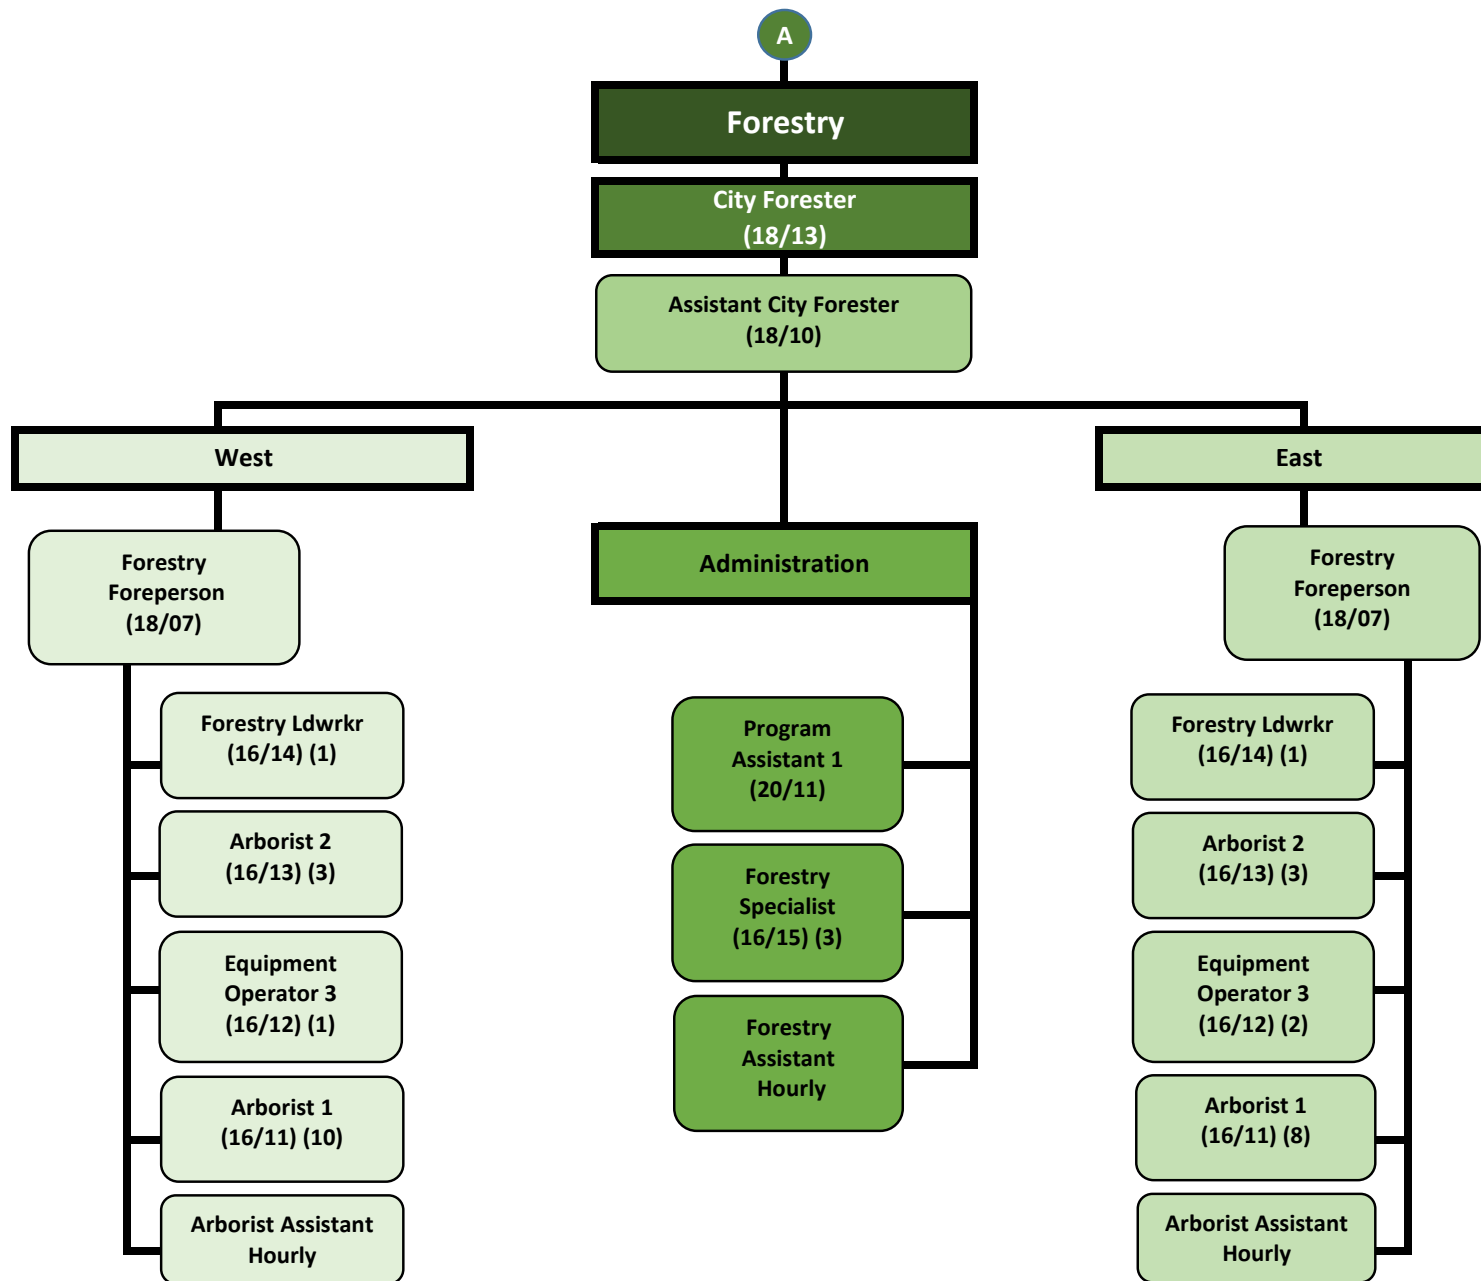 A
Forestry
City Forester
(18/13)
Assistant City Forester
(18/10)
West
Forestry
Foreperson
(18/07)
Forestry Ldwrkr
(16/14) (1)
Arborist 2
(16/13) (3)
Equipment
Operator 3
(16/12) (1)
Arborist 1
(16/11) (10)
Arborist Assistant
Hourly
Administration
Program
Assistant 1
(20/11)
Forestry
Specialist
(16/15) (3)
Forestry
Assistant
Hourly
East
Forestry
Foreperson
(18/07)
Forestry Ldwrkr
(16/14) (1)
Arborist 2
(16/13) (3)
Equipment
Operator 3
(16/12) (2)
Arborist 1
(16/11) (8)
Arborist Assistant
Hourly